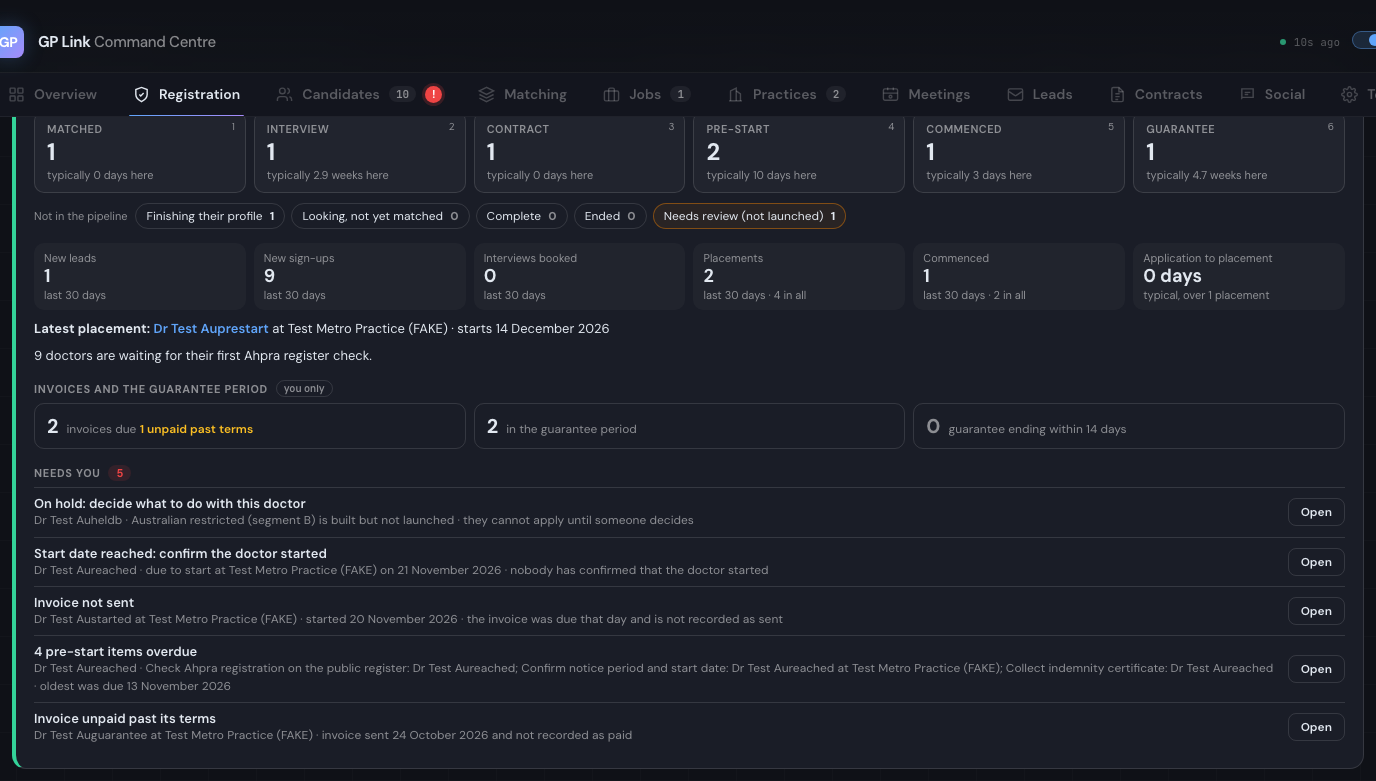 GP
GP Link Command Centre
10s ago
Overview
Registration
Candidates 10 !
Matching
Jobs 1
Practices 2
Meetings
Leads
Contracts
Social
MATCHED 1
1
typically 0 days here
INTERVIEW 2
1
typically 2.9 weeks here
CONTRACT 3
1
typically 0 days here
PRE-START 4
2
typically 10 days here
COMMENCED 5
1
typically 3 days here
GUARANTEE 6
1
typically 4.7 weeks here
Not in the pipeline
Finishing their profile 1
Looking, not yet matched 0
Complete 0
Ended 0
Needs review (not launched) 1
New leads
1
last 30 days
New sign-ups
9
last 30 days
Interviews booked
0
last 30 days
Placements
2
last 30 days · 4 in all
Commenced
1
last 30 days · 2 in all
Application to placement
0 days
typical, over 1 placement
Latest placement: Dr Test Auprestart at Test Metro Practice (FAKE) · starts 14 December 2026
9 doctors are waiting for their first Ahpra register check.
INVOICES AND THE GUARANTEE PERIOD you only
2 invoices due 1 unpaid past terms
2 in the guarantee period
0 guarantee ending within 14 days
NEEDS YOU 5
On hold: decide what to do with this doctor
Dr Test Auheldb · Australian restricted (segment B) is built but not launched · they cannot apply until someone decides
Open
Start date reached: confirm the doctor started
Dr Test Aureached · due to start at Test Metro Practice (FAKE) on 21 November 2026 · nobody has confirmed that the doctor started
Open
Invoice not sent
Dr Test Austarted at Test Metro Practice (FAKE) · started 20 November 2026 · the invoice was due that day and is not recorded as sent
Open
4 pre-start items overdue
Dr Test Aureached · Check Ahpra registration on the public register: Dr Test Aureached; Confirm notice period and start date: Dr Test Aureached at Test Metro Practice (FAKE); Collect indemnity certificate: Dr Test Aureached
· oldest was due 13 November 2026
Open
Invoice unpaid past its terms
Dr Test Auguarantee at Test Metro Practice (FAKE) · invoice sent 24 October 2026 and not recorded as paid
Open